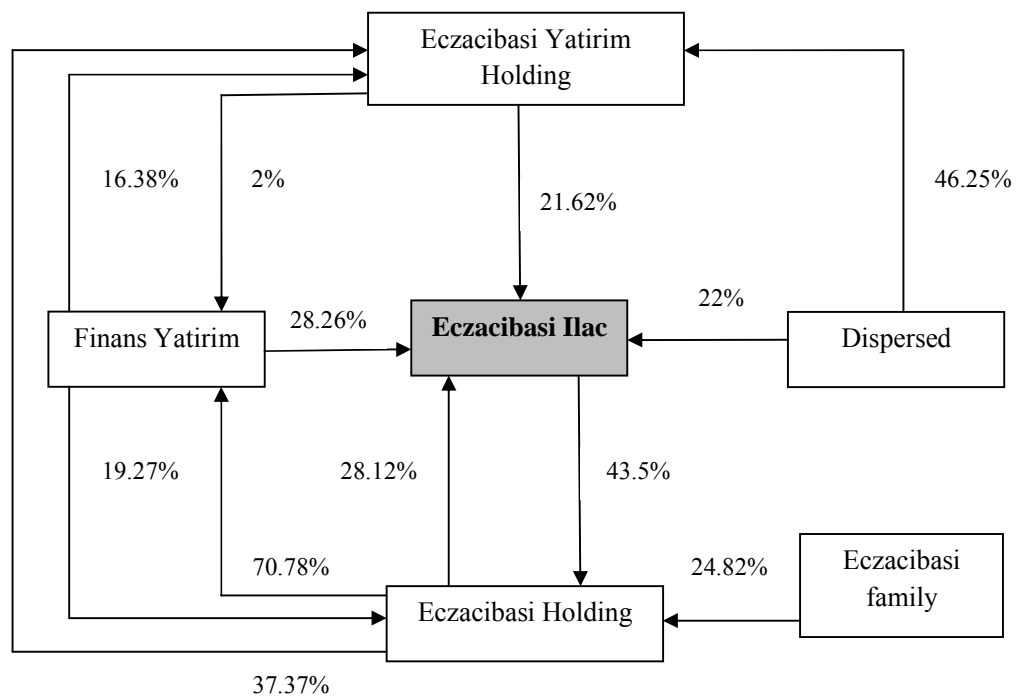 Eczacibasi Yatirim
Holding
16.38%
2%
46.25%
21.62%
22%
Finans Yatirim
28.26%
Eczacibasi Ilac
Dispersed
19.27%
28.12%
43.5%
70.78%
24.82%
Eczacibasi
family
Eczacibasi Holding
37.37%